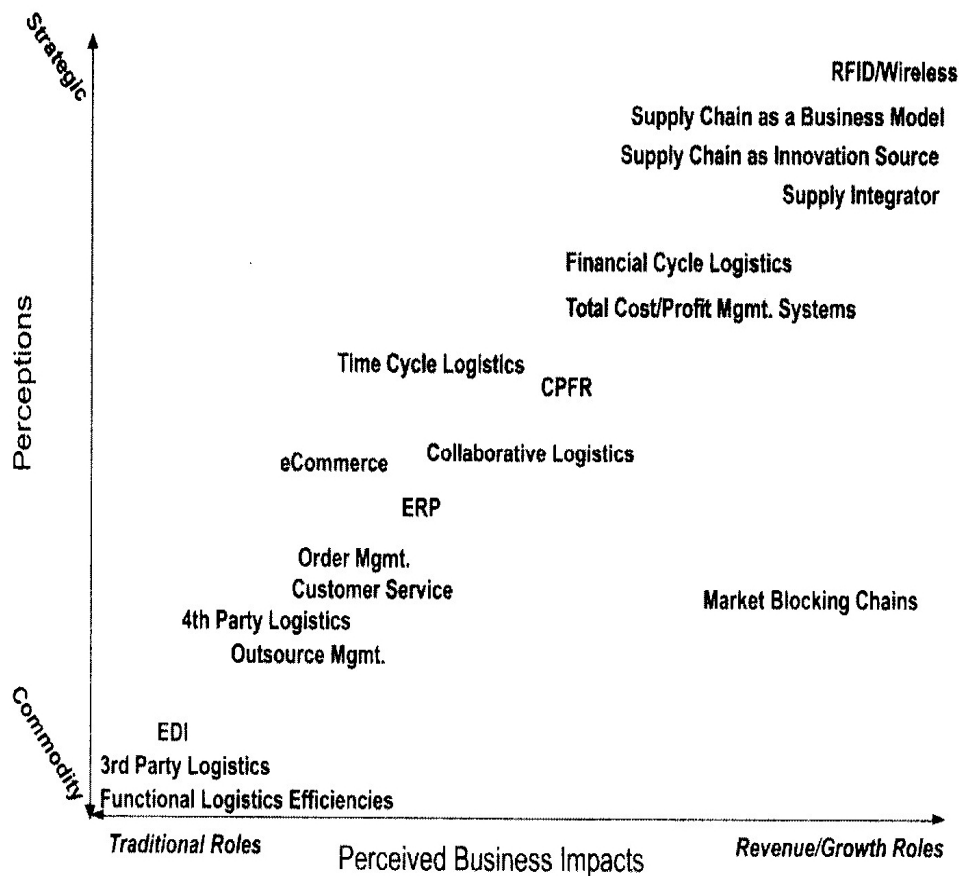 Strategic
RFID/Wireless
Supply Chain as a Business Model
Supply Chain as Innovation Source
Supply Integrator
Financial Cycle Logistics
Total Cost/Profit Mgmt. Systems
Perceptions
Time Cycle Logistics
CPFR
eCommerce
Collaborative Logistics
ERP
Order Mgmt.
Customer Service
Market Blocking Chains
4th Party Logistics
Outsource Mgmt.
Commodity
EDI
3rd Party Logistics
Functional Logistics Efficiencies
Traditional Roles
Perceived Business Impacts
Revenue/Growth Roles